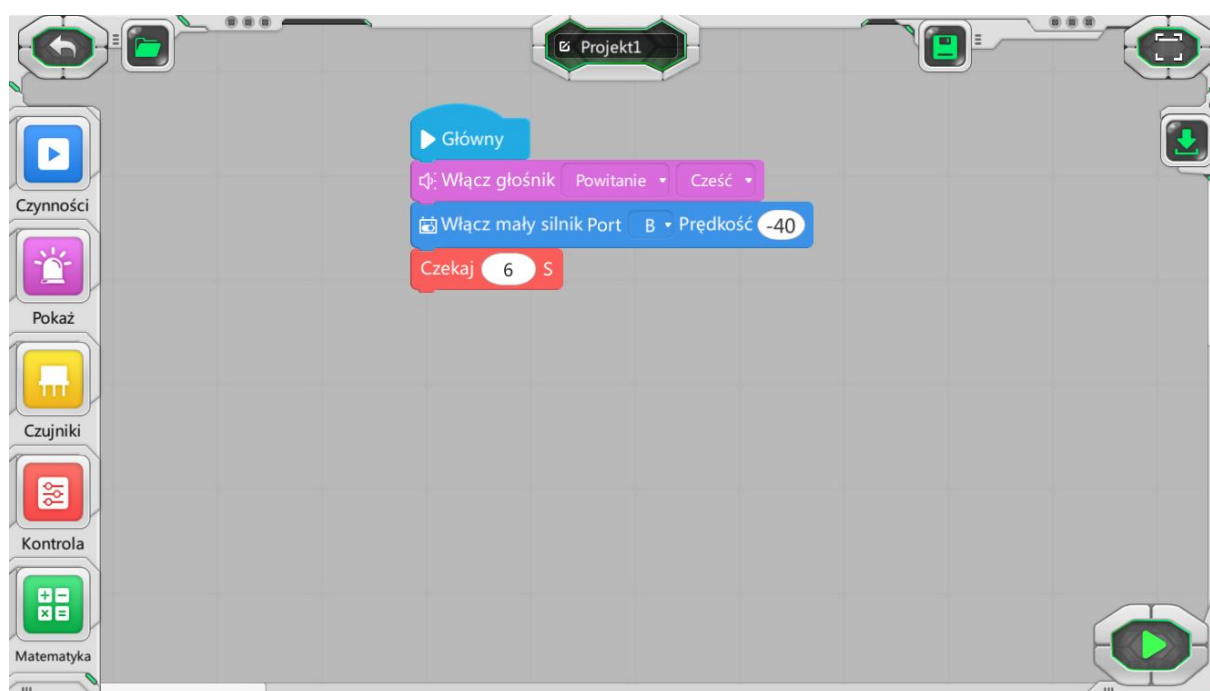 Projekt1
Główny
Włącz głośnik Powitanie Cześć
Włącz mały silnik Port B Prędkość -40
Czekaj 6 S
Czynności
Pokaż
Czujniki
Kontrola
Matematyka